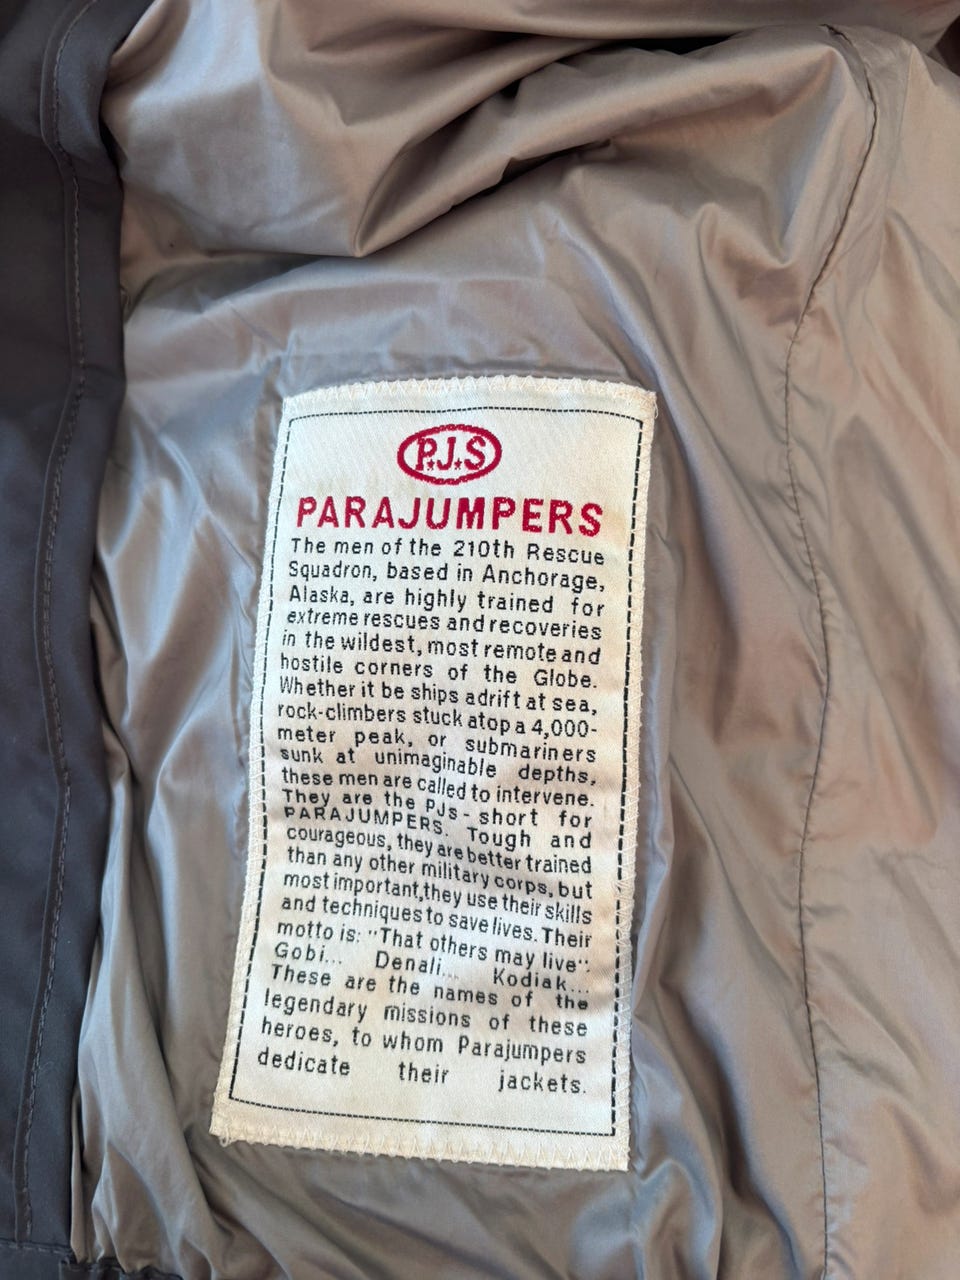 P.J.S
PARAJUMPERS
The men of the 210th Rescue
Squadron, based in Anchorage,
Alaska, are highly trained for
extreme rescues and recoveries
in the wildest, most remote and
hostile corners of the Globe.
Whether it be ships adrift at sea,
rock-climbers stuck atop a 4,000-
meter peak, or submariners
sunk at unimaginable depths,
these men are called to intervene.
They are the PJs - short for
PARAJUMPERS. Tough and
courageous, they are better trained
than any other military corps, but
most important,they use their skills
and techniques to save lives. Their
motto is: "That others may live".
Gobi... Denali... Kodiak...
These are the names of the
legendary missions of these
heroes, to whom Parajumpers
dedicate their jackets.